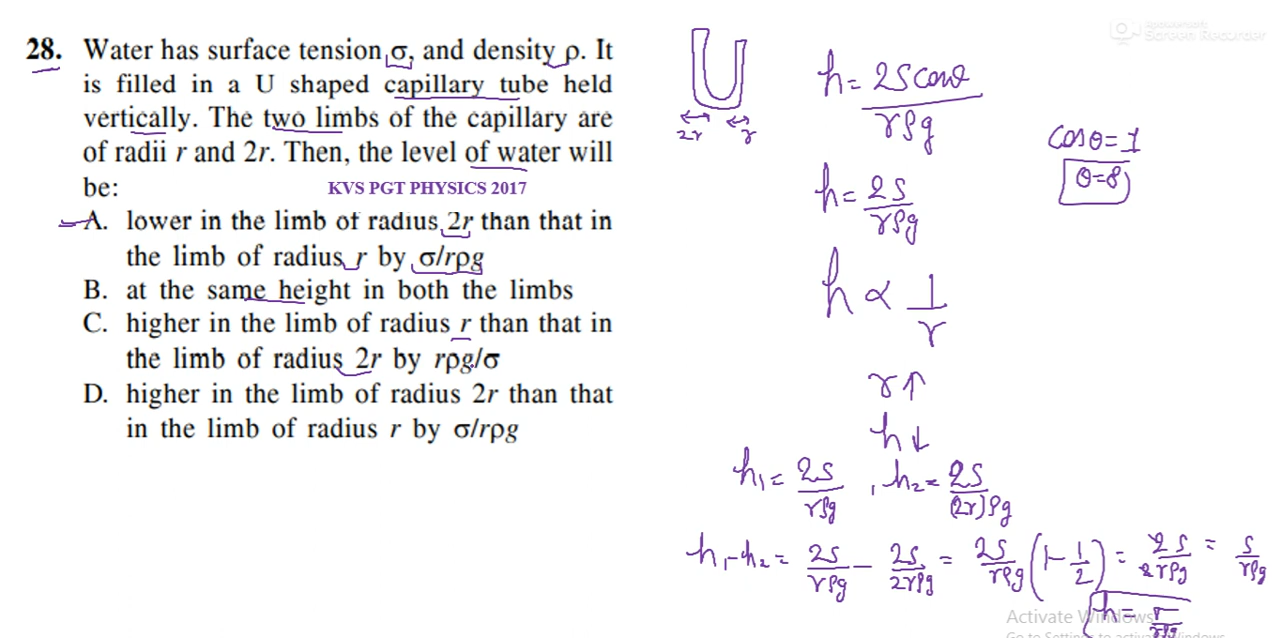 28. Water has surface tension σ, and density ρ. It
is filled in a U shaped capillary tube held
vertically. The two limbs of the capillary are
of radii r and 2r. Then, the level of water will
be: KVS PGT PHYSICS 2017
A. lower in the limb of radius 2r than that in
the limb of radius r by σ/rρg
B. at the same height in both the limbs
C. higher in the limb of radius r than that in
the limb of radius 2r by rρg/σ
D. higher in the limb of radius 2r than that
in the limb of radius r by σ/rρg
2r r
h = 2S cosθ / rρg
cosθ = 1
h = 2S / rρg
h ∝ 1/r
r ↑
h ↓
h₁ = 2S / rρg , h₂ = 2S / (2r)ρg
h₁ - h₂ = 2S / rρg - 2S / 2rρg = 2S / rρg (1 - 1/2) = 2S / 2rρg = S / rρg
Screen Recorder
Activate Windows